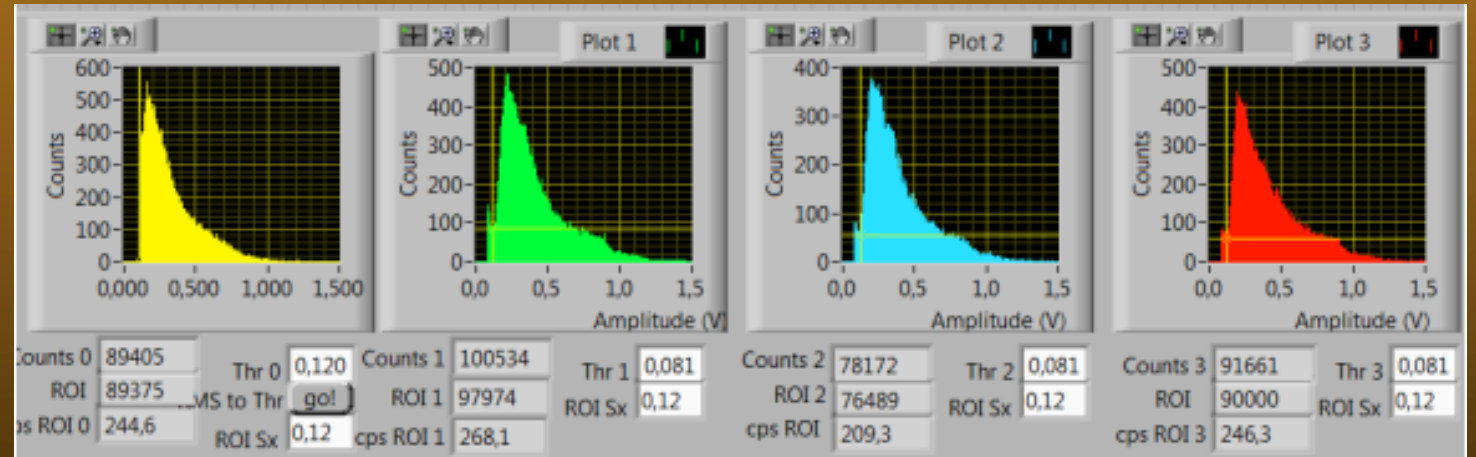 Plot 1
Plot 2
Plot 3
600
500
400
300
200
100
0
Counts
0,000 0,500 1,000 1,500
500
400
300
200
100
0
Counts
0,0 0,5 1,0 1,5
Amplitude (V)
400
300
200
100
0
Counts
0,0 0,5 1,0 1,5
Amplitude (V)
500
400
300
200
100
0
Counts
0,0 0,5 1,0 1,5
Amplitude (V)
Counts 0 89405
ROI 89375
ps ROI 0 244,6
Thr 0 0,120
MS to Thr go!
ROI Sx 0,12
Counts 1 100534
ROI 1 97974
cps ROI 1 268,1
Thr 1 0,081
ROI Sx 0,12
Counts 2 78172
ROI 2 76489
cps ROI 209,3
Thr 2 0,081
ROI Sx 0,12
Counts 3 91661
ROI 90000
cps ROI 3 246,3
Thr 3 0,081
ROI Sx 0,12